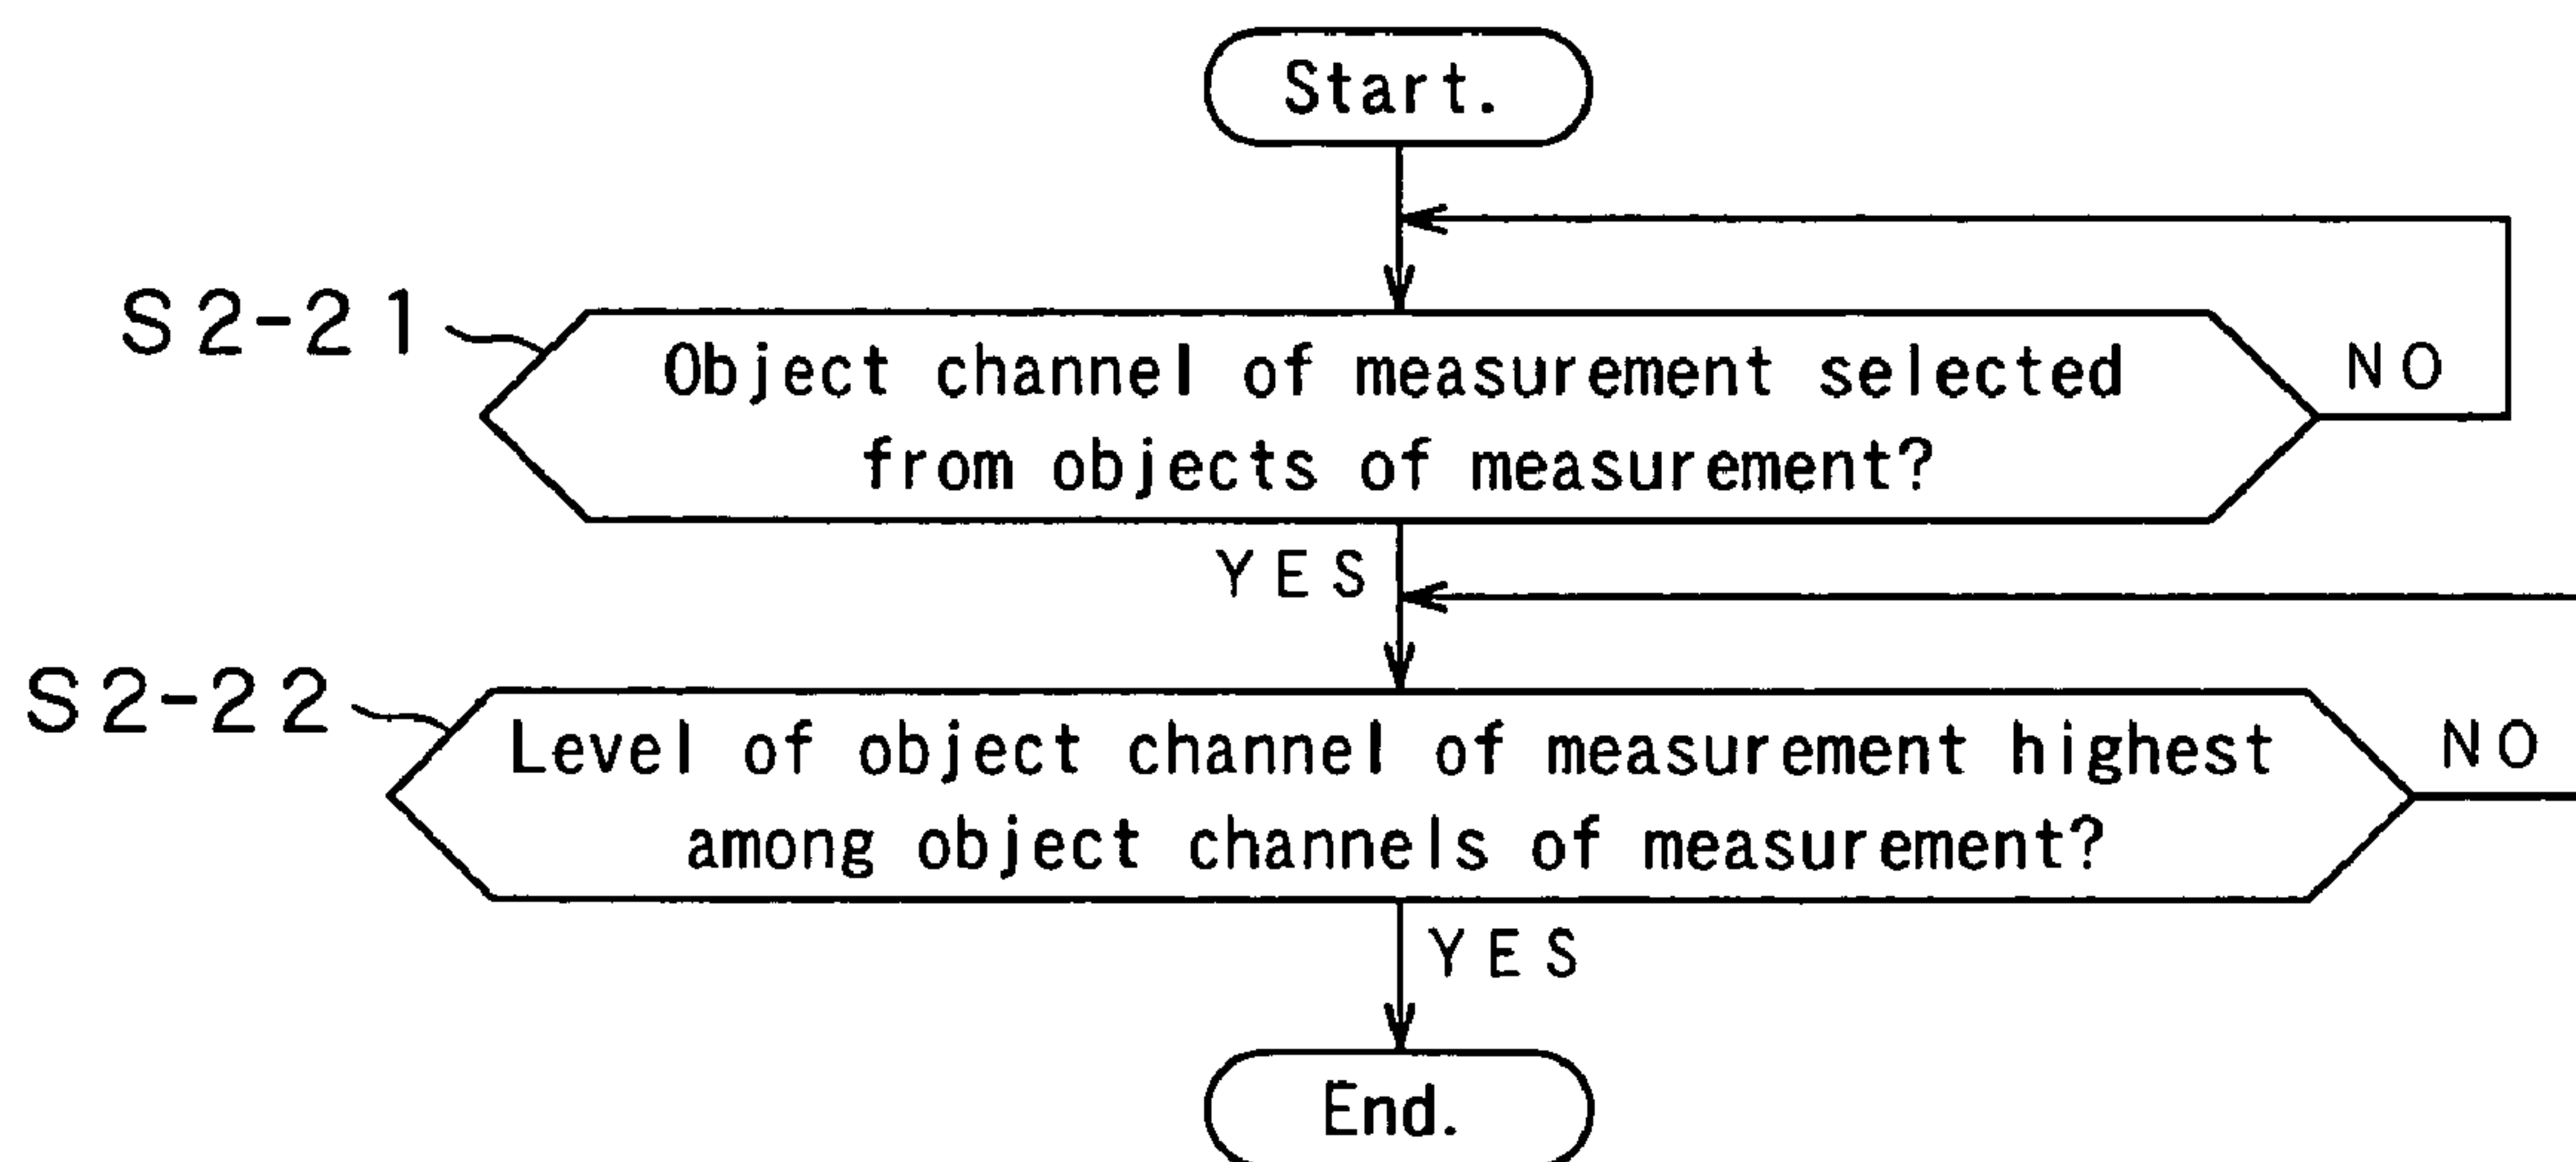 Start.
S2-21
Object channel of measurement selected
from objects of measurement?
NO
YES
S2-22
Level of object channel of measurement highest
among object channels of measurement?
NO
YES
End.